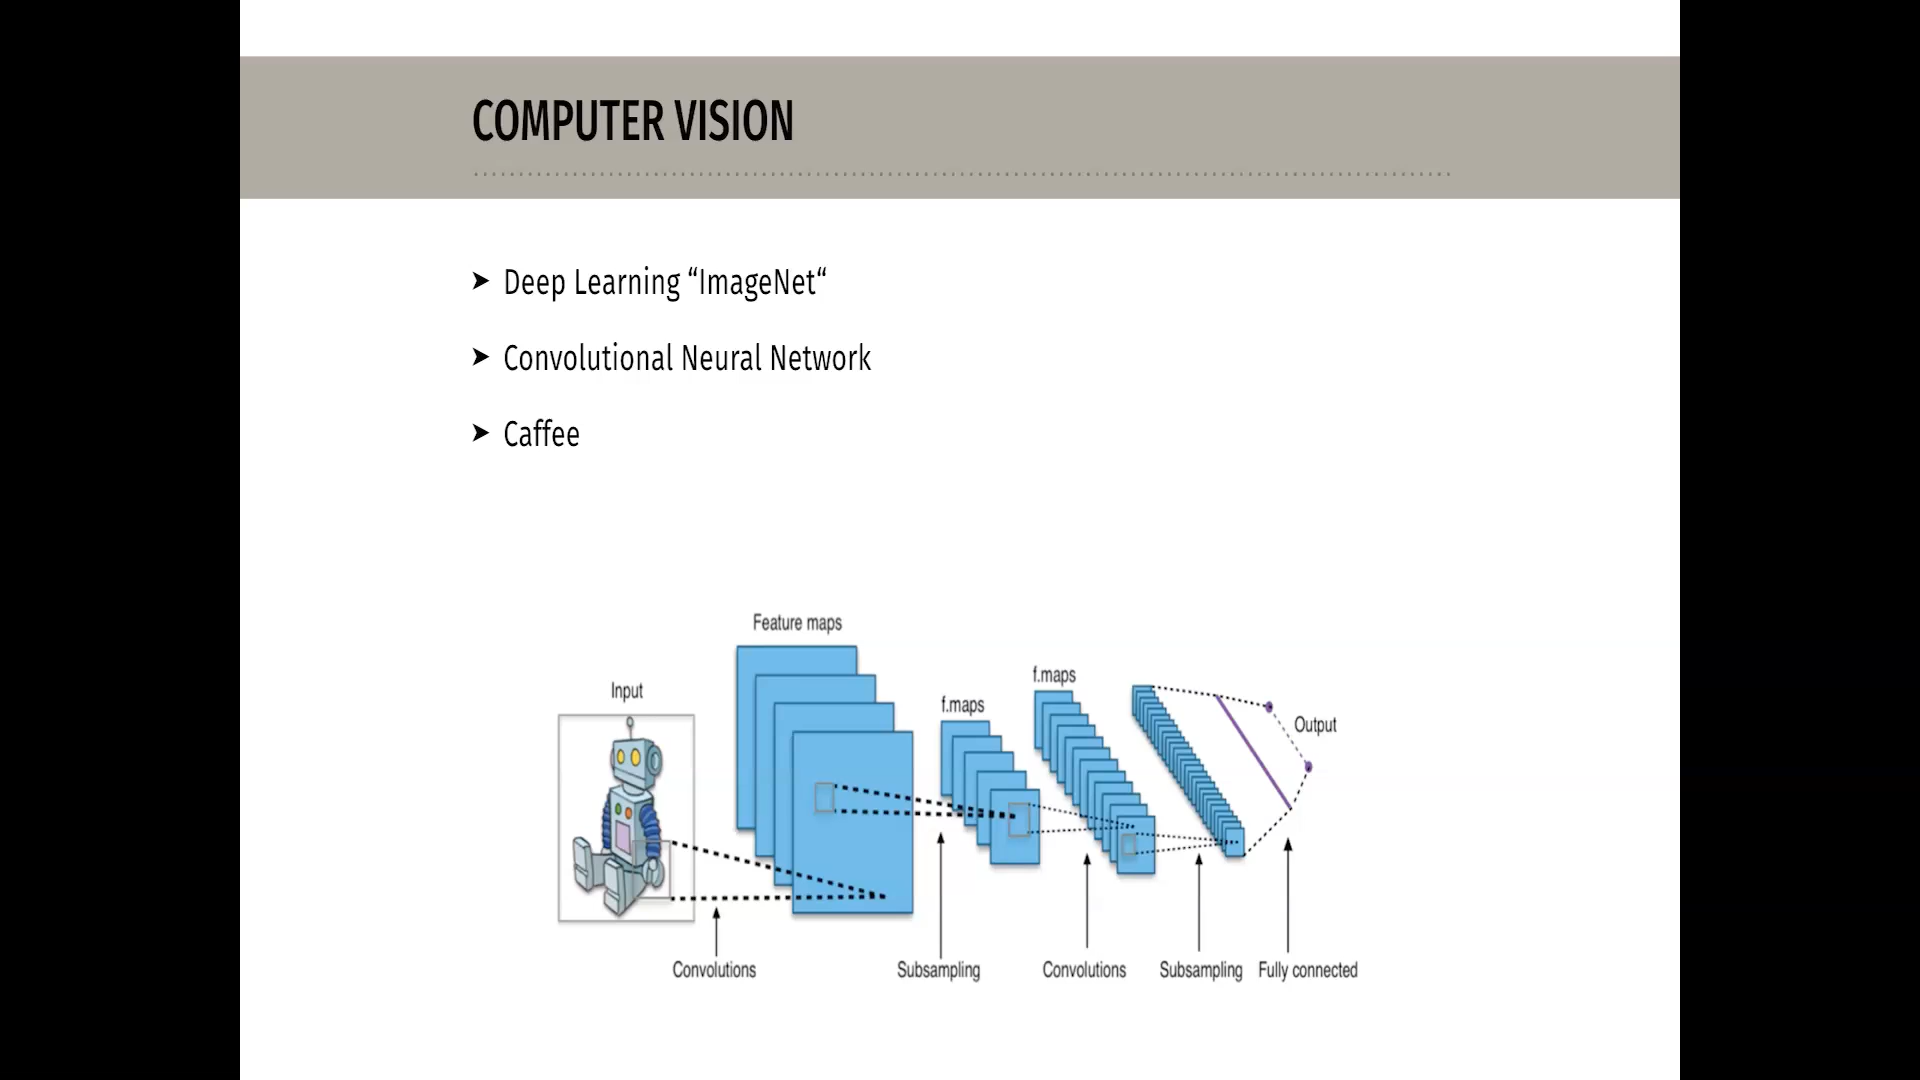 COMPUTER VISION
➤ Deep Learning “ImageNet“
➤ Convolutional Neural Network
➤ Caffee
Feature maps
Input
f.maps
f.maps
Output
Convolutions
Subsampling
Convolutions
Subsampling
Fully connected